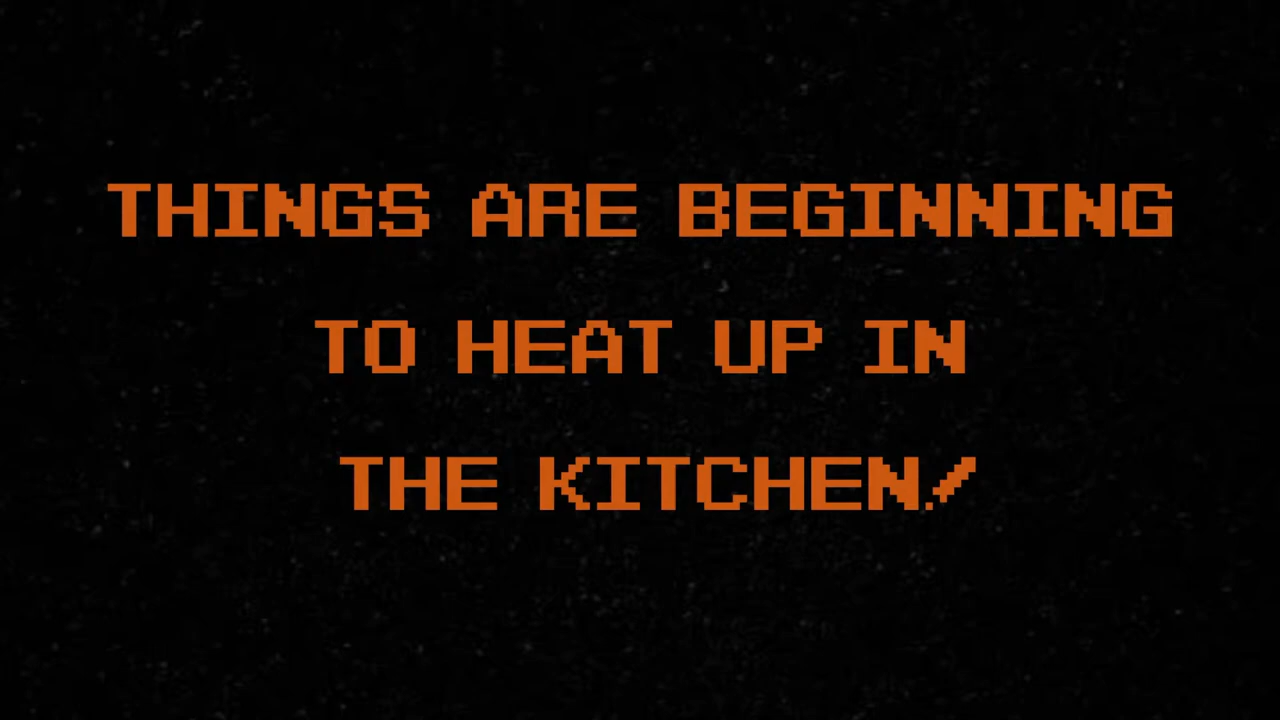 THINGS ARE BEGINNING
TO HEAT UP IN
THE KITCHEN./